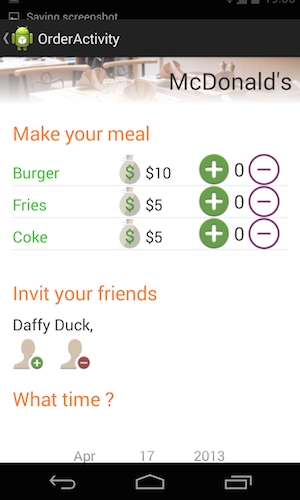 Saving screenshot
OrderActivity
McDonald's
Make your meal
Burger $ $10 0
Fries $ $5 0
Coke $ $5 0
Invit your friends
Daffy Duck,
What time ?
Apr 17 2013